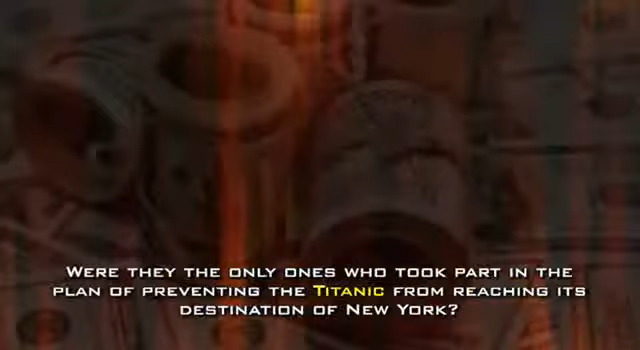 Were they the only ones who took part in the
plan of preventing the Titanic from reaching its
destination of New York?